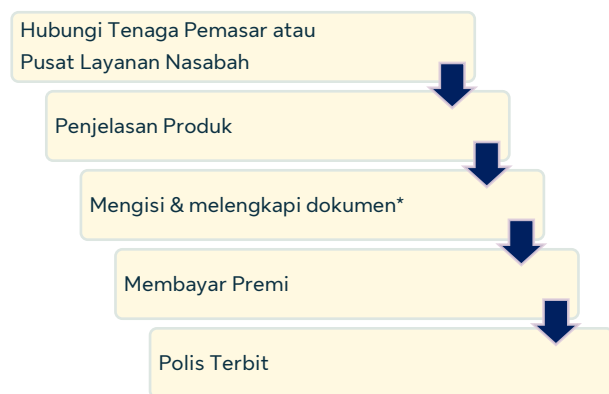 Hubungi Tenaga Pemasar atau
Pusat Layanan Nasabah
Penjelasan Produk
Mengisi & melengkapi dokumen*
Membayar Premi
Polis Terbit